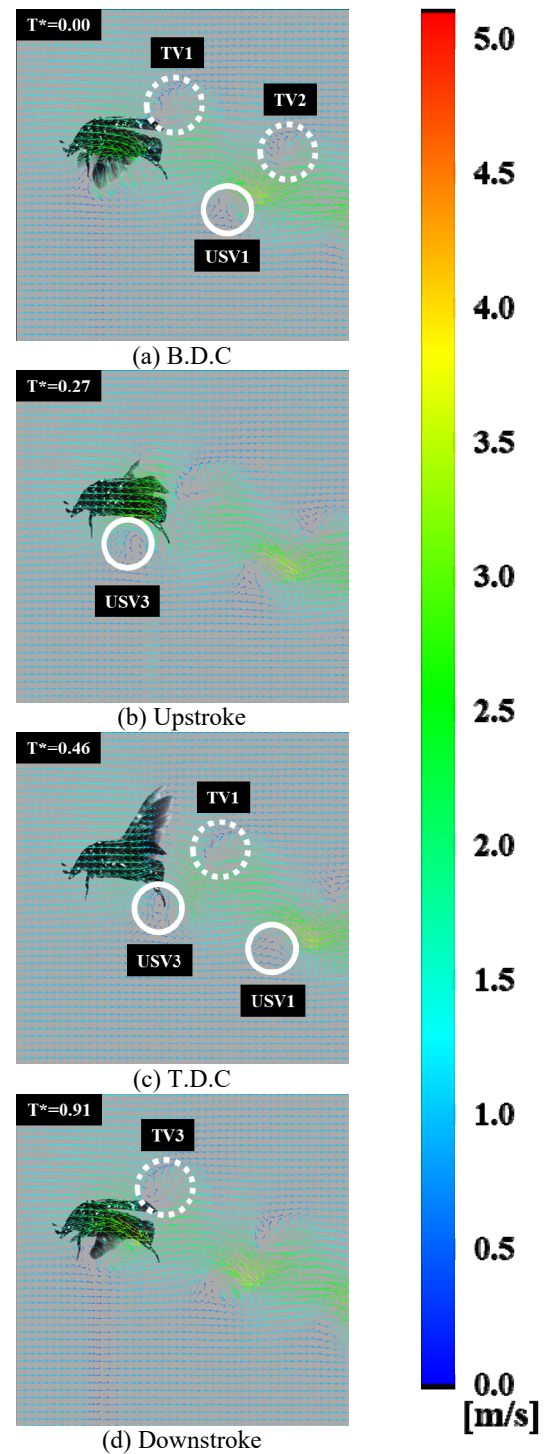 T*=0.00
TV1
TV2
USV1
(a) B.D.C
T*=0.27
USV3
(b) Upstroke
T*=0.46
TV1
USV3
USV1
(c) T.D.C
T*=0.91
TV3
(d) Downstroke
5.0
4.5
4.0
3.5
3.0
2.5
2.0
1.5
1.0
0.5
0.0
[m/s]